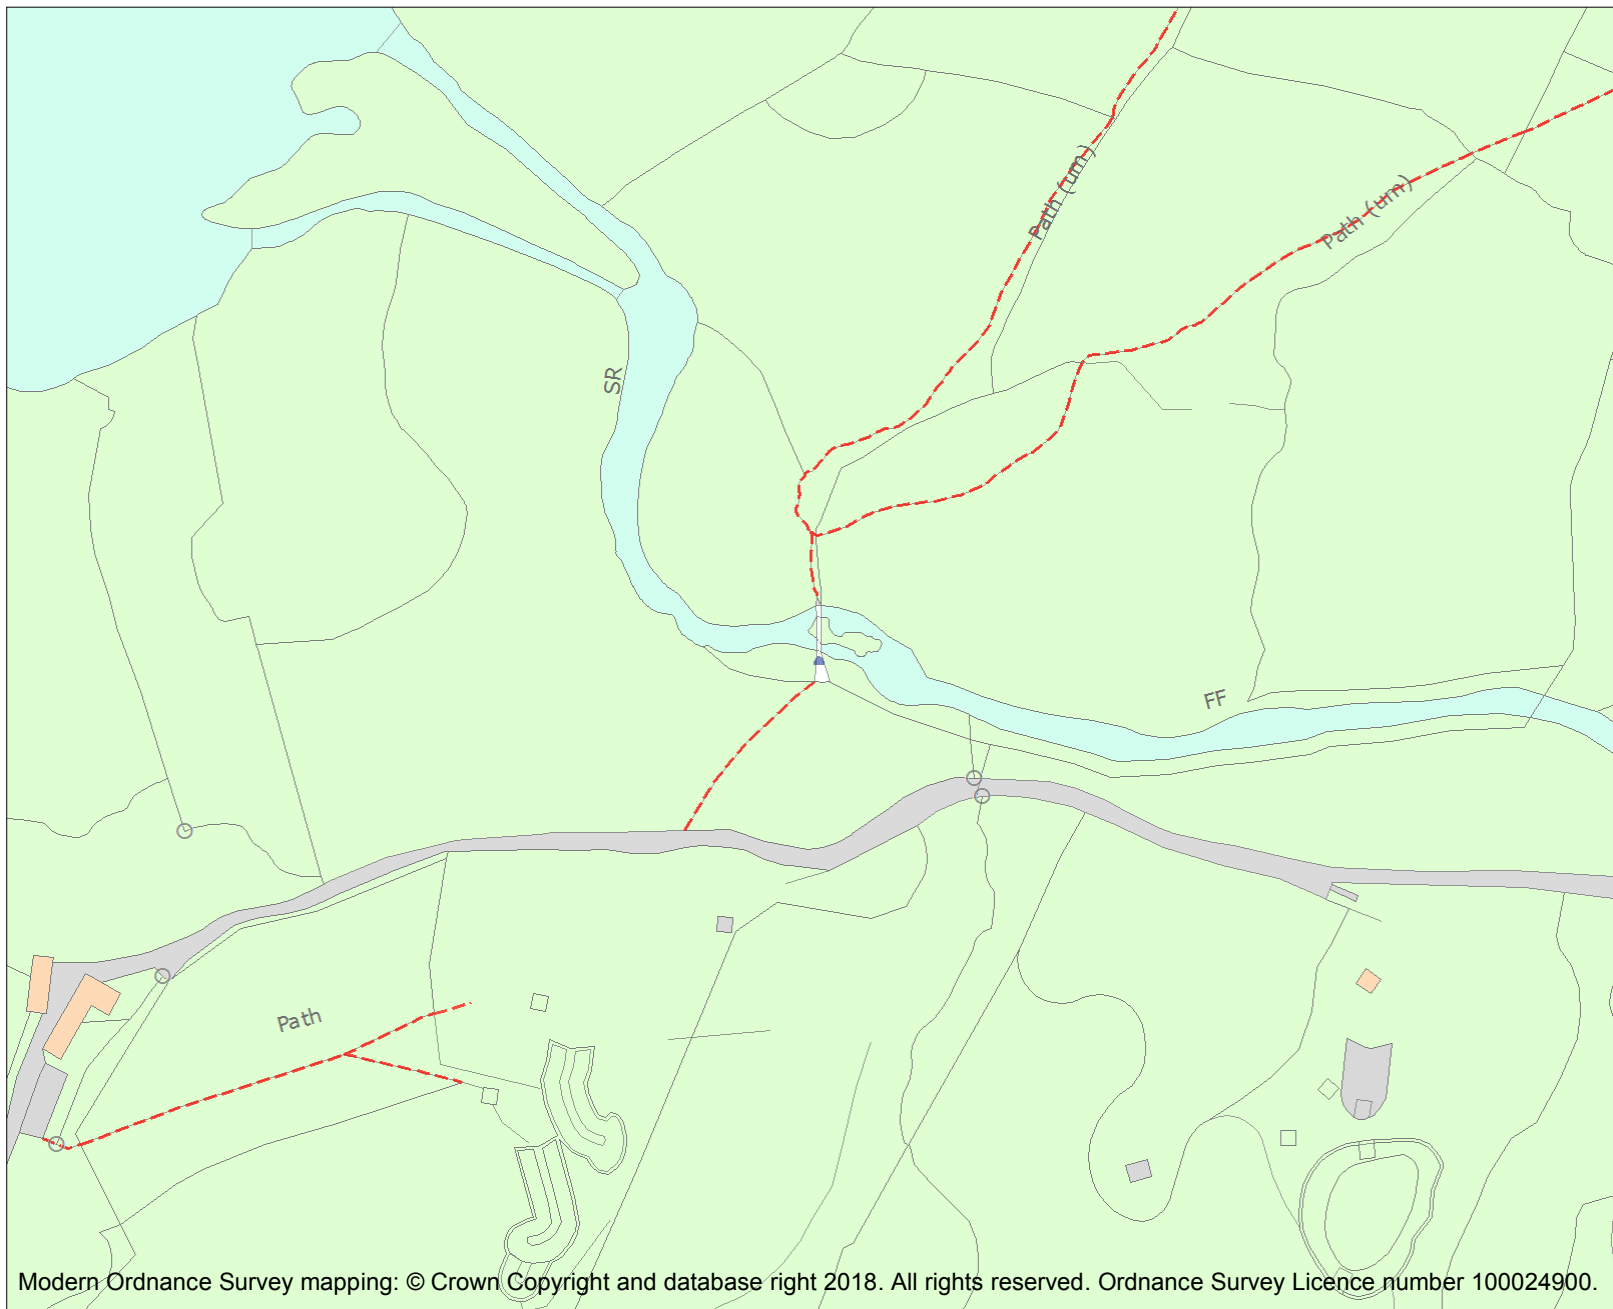 Path (um)
Path (um)
SR
FF
Path
Modern Ordnance Survey mapping: © Crown Copyright and database right 2018. All rights reserved. Ordnance Survey Licence number 100024900.